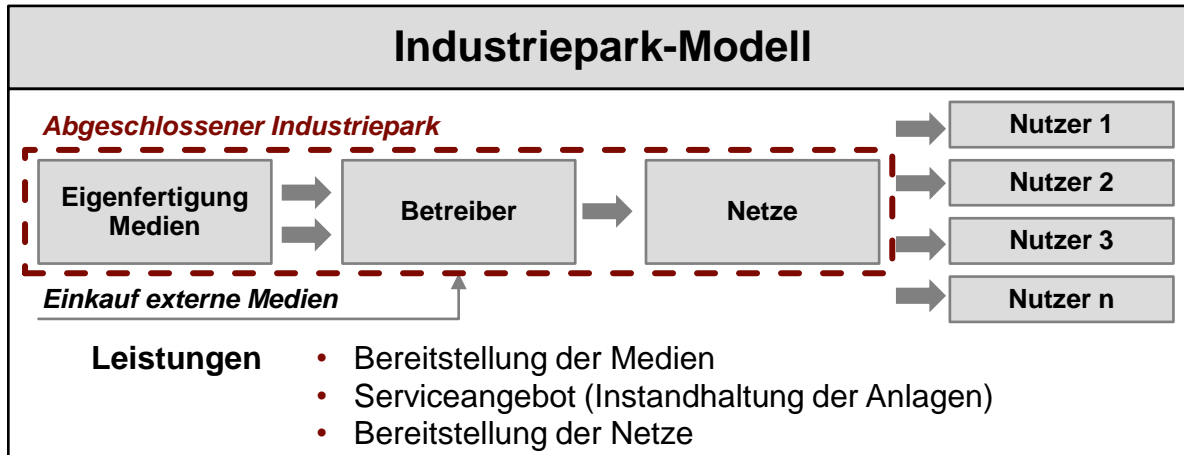 Industriepark-Modell
Abgeschlossener Industriepark
Eigenfertigung
Medien
Betreiber
Netze
Nutzer 1
Nutzer 2
Nutzer 3
Nutzer n
Einkauf externe Medien
Leistungen
• Bereitstellung der Medien
• Serviceangebot (Instandhaltung der Anlagen)
• Bereitstellung der Netze